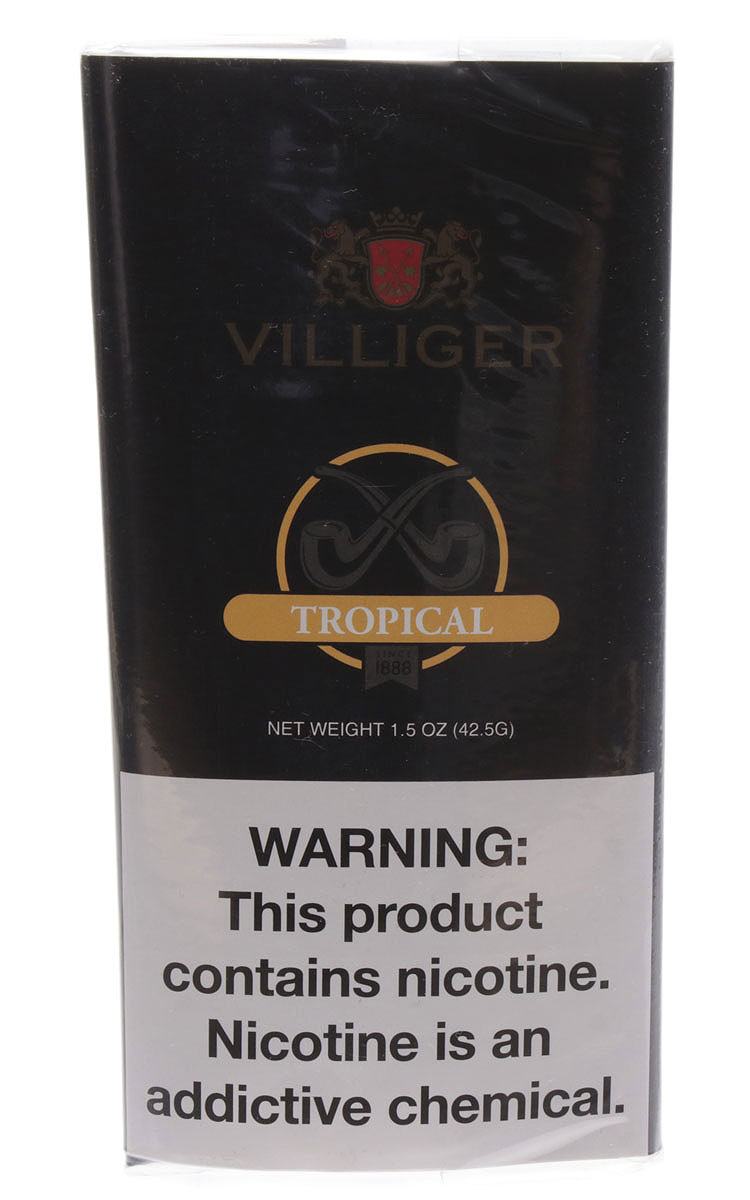 VILLIGER
TROPICAL
SINCE
1888
NET WEIGHT 1.5 OZ (42.5G)
WARNING:
This product
contains nicotine.
Nicotine is an
addictive chemical.